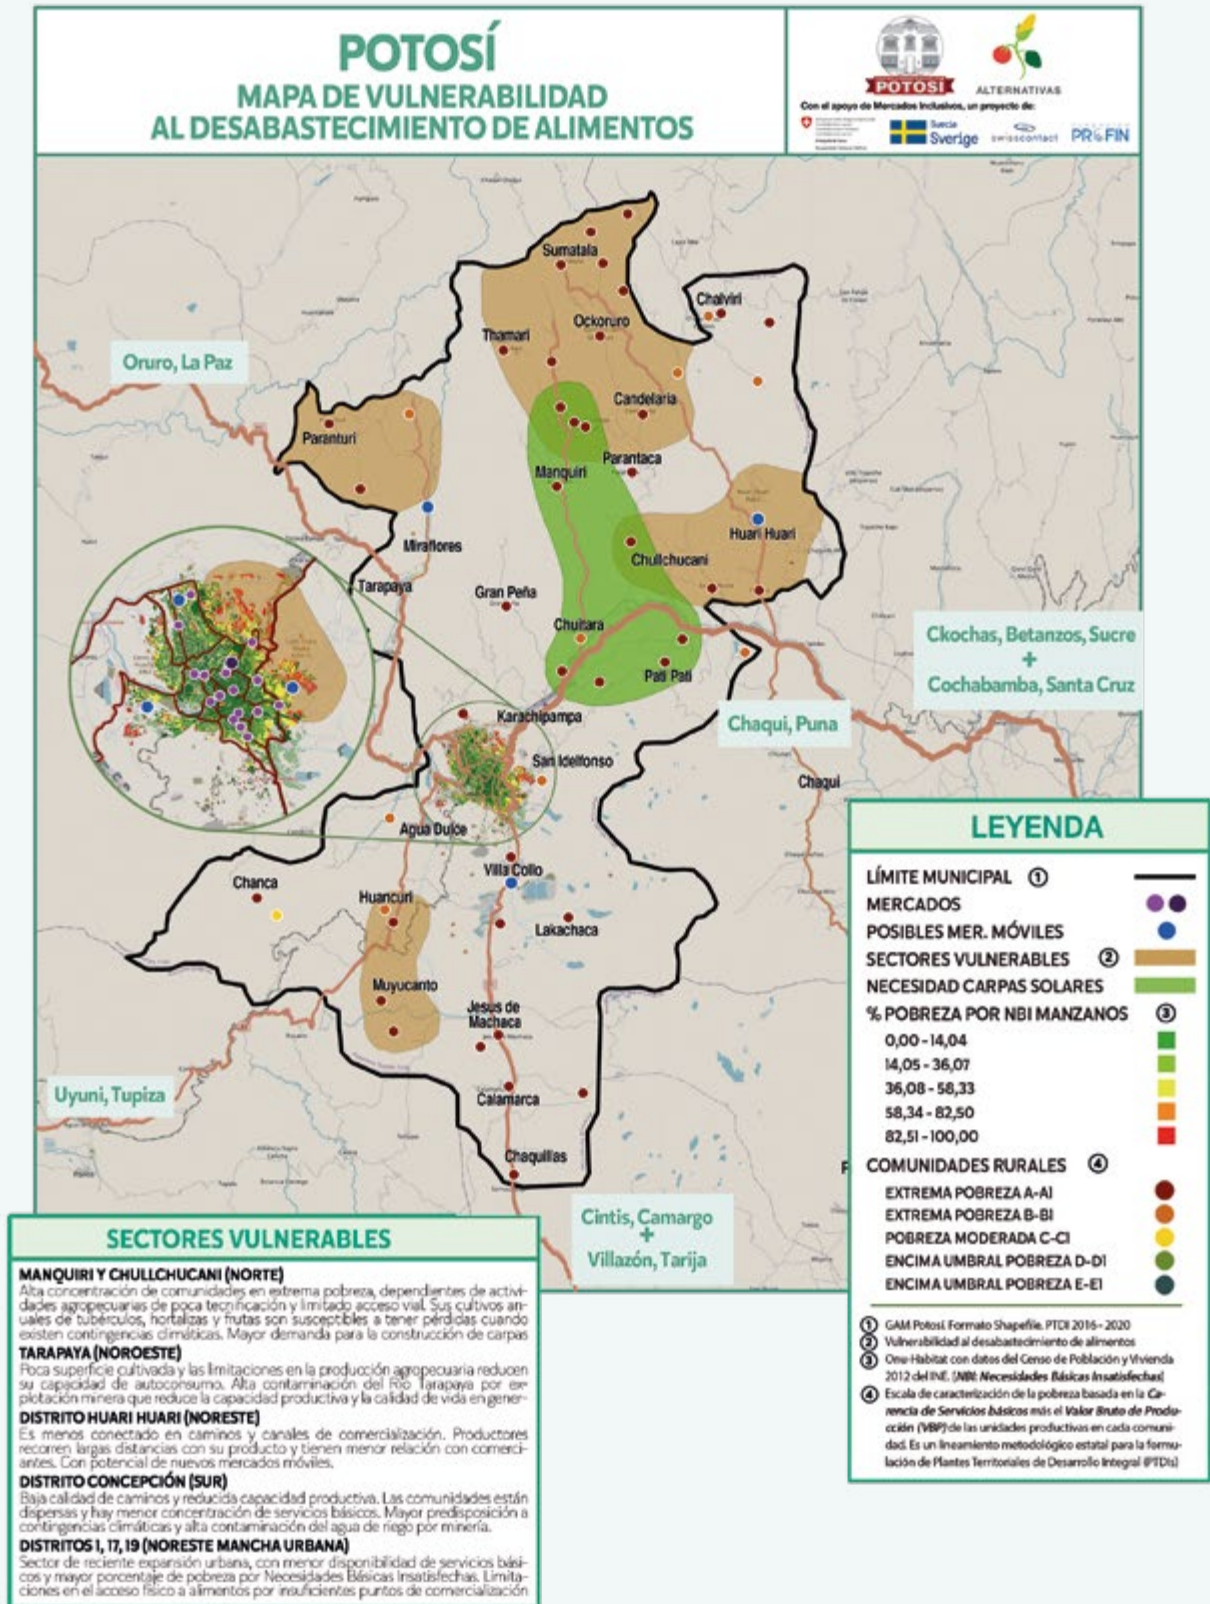 POTOSÍ
MAPA DE VULNERABILIDAD
AL DESABASTECIMIENTO DE ALIMENTOS
POTOSÍ
ALTERNATIVAS
Con el apoyo de Mercados Inclusivos, un proyecto de:
Suecia
Sverige
swisscontact
PROFIN
Sumatala
Chalviri
Ockoruro
Thamari
Oruro, La Paz
Candelaria
Paranturi
Parantaca
Manquiri
Huari Huari
Miraflores
Chullchucani
Tarapaya
Gran Peña
Chuitara
Ckochas, Betanzos, Sucre
+
Cochabamba, Santa Cruz
Pati Pati
Karachipampa
Chaqui, Puna
San Idelfonso
Chaqui
Agua Dulce
Villa Collo
Chanca
Huancuri
Lakachaca
Muyucanto
Jesus de
Machaca
Uyuni, Tupiza
Calamarca
Chaquillas
Cintis, Camargo
+
Villazón, Tarija
LEYENDA
LÍMITE MUNICIPAL ①
MERCADOS
POSIBLES MER. MÓVILES
SECTORES VULNERABLES ②
NECESIDAD CARPAS SOLARES
% POBREZA POR NBI MANZANOS ③
0,00 - 14,04
14,05 - 36,07
36,08 - 58,33
58,34 - 82,50
82,51 - 100,00
COMUNIDADES RURALES ④
EXTREMA POBREZA A-A1
EXTREMA POBREZA B-B1
POBREZA MODERADA C-C1
ENCIMA UMBRAL POBREZA D-D1
ENCIMA UMBRAL POBREZA E-E1
① GAM Potosí. Formato Shapefile. PTDI 2016 - 2020
② Vulnerabilidad al desabastecimiento de alimentos
③ Onu-Habitat con datos del Censo de Población y Vivienda
2012 del INE. (NBI: Necesidades Básicas Insatisfechas)
④ Escala de caracterización de la pobreza basada en la Ca-
rencia de Servicios básicos más el Valor Bruto de Produ-
cción (VBP) de las unidades productivas en cada comuni-
dad. Es un lineamiento metodológico estatal para la formu-
lación de Plantes Territoriales de Desarrollo Integral (PTDIs)
SECTORES VULNERABLES
MANQUIRI Y CHULLCHUCANI (NORTE)
Alta concentración de comunidades en extrema pobreza, dependientes de activi-
dades agropecuarias de poca tecnificación y limitado acceso vial. Sus cultivos an-
uales de tubérculos, hortalizas y frutas son susceptibles a tener pérdidas cuando
existen contingencias climáticas. Mayor demanda para la construcción de carpas
TARAPAYA (NOROESTE)
Poca superficie cultivada y las limitaciones en la producción agropecuaria reducen
su capacidad de autoconsumo. Alta contaminación del Río Tarapaya por ex-
plotación minera que reduce la capacidad productiva y la calidad de vida en gener-
DISTRITO HUARI HUARI (NORESTE)
Es menos conectado en caminos y canales de comercialización. Productores
recorren largas distancias con su producto y tienen menor relación con comerci-
antes. Con potencial de nuevos mercados móviles.
DISTRITO CONCEPCIÓN (SUR)
Baja calidad de caminos y reducida capacidad productiva. Las comunidades están
dispersas y hay menor concentración de servicios básicos. Mayor predisposición a
contingencias climáticas y alta contaminación del agua de riego por minería.
DISTRITOS 1, 17, 19 (NORESTE MANCHA URBANA)
Sector de reciente expansión urbana, con menor disponibilidad de servicios bási-
cos y mayor porcentaje de pobreza por Necesidades Básicas Insatisfechas. Limita-
ciones en el acceso físico a alimentos por insuficientes puntos de comercialización